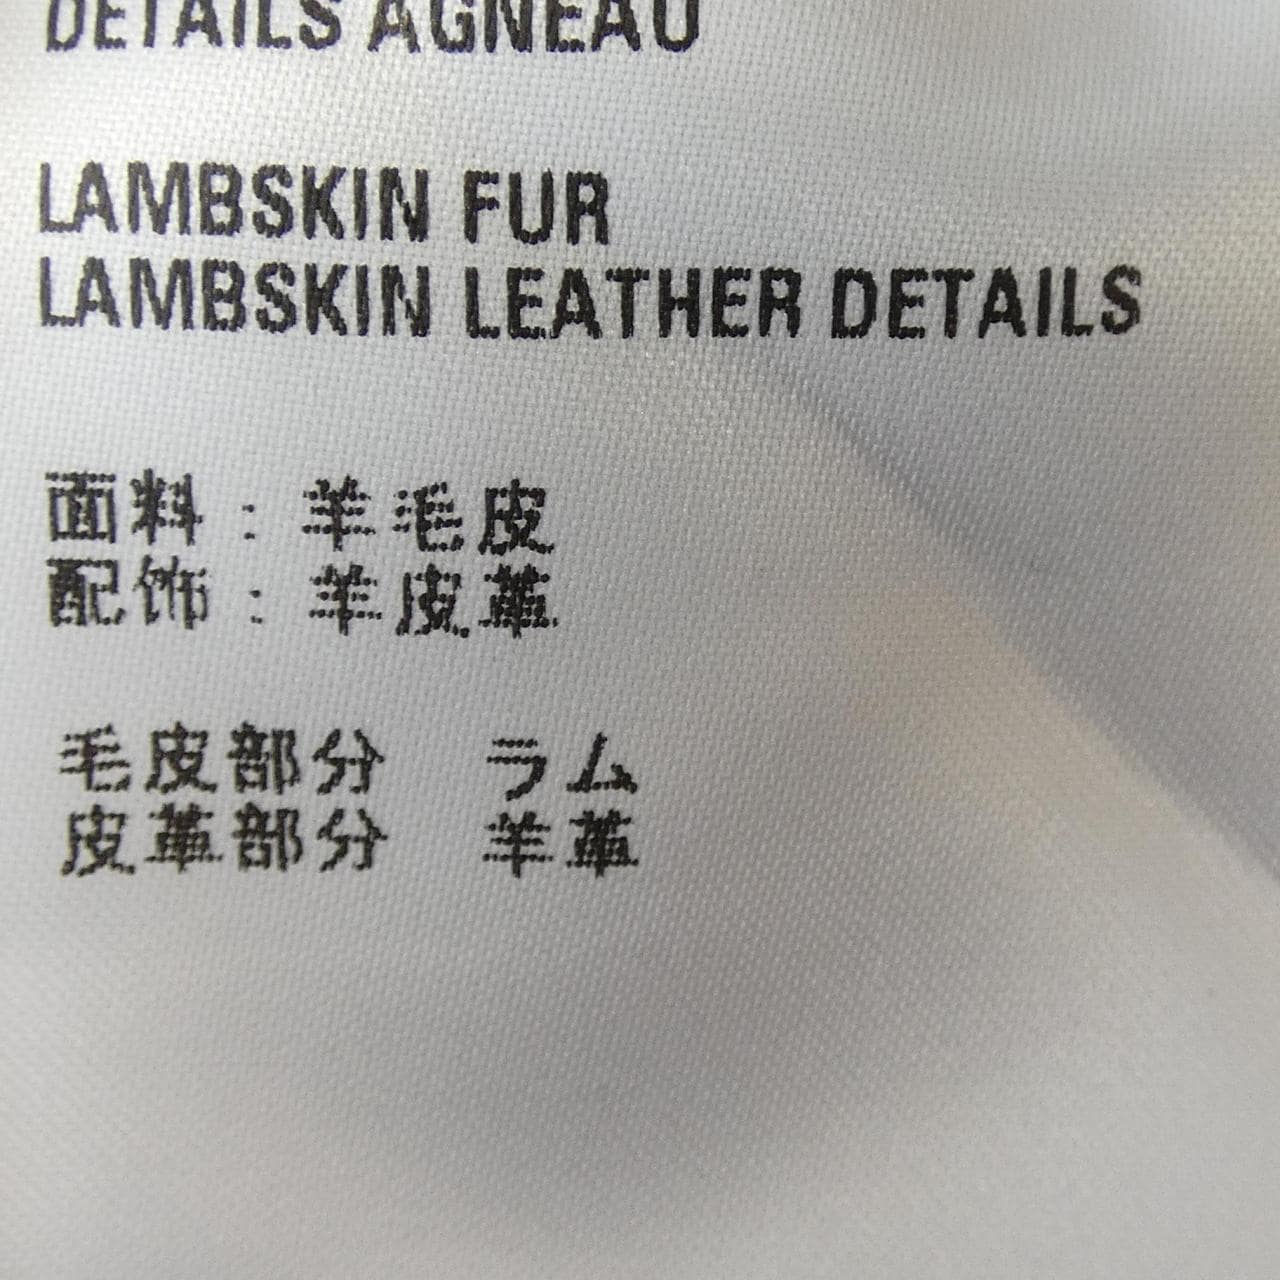 DETAILS AGNEAU
LAMBSKIN FUR
LAMBSKIN LEATHER DETAILS
面料：羊毛皮
配饰：羊皮革
毛皮部分　ラム
皮革部分　羊革